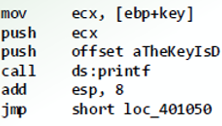 mov ecx, [ebp+key]
push ecx
push offset aTheKeyIsD
call ds:printf
add esp, 8
jmp short loc_401050